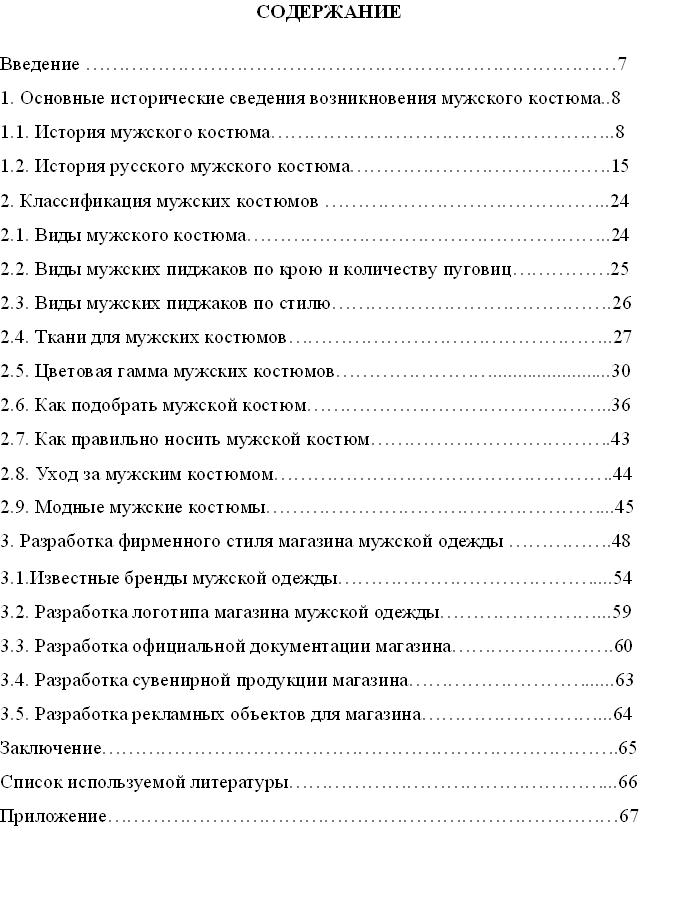 СОДЕРЖАНИЕ
Введение ………………………………………………………………………7
1. Основные исторические сведения возникновения мужского костюма..8
1.1. История мужского костюма……………………………………………..8
1.2. История русского мужского костюма………………………………….15
2. Классификация мужских костюмов ……………………………………..24
2.1. Виды мужского костюма………………………………………………..24
2.2. Виды мужских пиджаков по крою и количеству пуговиц…………….25
2.3. Виды мужских пиджаков по стилю…………………………………….26
2.4. Ткани для мужских костюмов…………………………………………..27
2.5. Цветовая гамма мужских костюмов…………………........................30
2.6. Как подобрать мужской костюм………………………………………..36
2.7. Как правильно носить мужской костюм……………………………….43
2.8. Уход за мужским костюмом…………………………………………….44
2.9. Модные мужские костюмы……………………………………………...45
3. Разработка фирменного стиля магазина мужской одежды …………….48
3.1.Известные бренды мужской одежды…………………………………....54
3.2. Разработка логотипа магазина мужской одежды……………………...59
3.3. Разработка официальной документации магазина…………………….60
3.4. Разработка сувенирной продукции магазина……………………….......63
3.5. Разработка рекламных объектов для магазина………………………...64
Заключение…………………………………………………………………….65
Список используемой литературы…………………………………………...66
Приложение……………………………………………………………………67